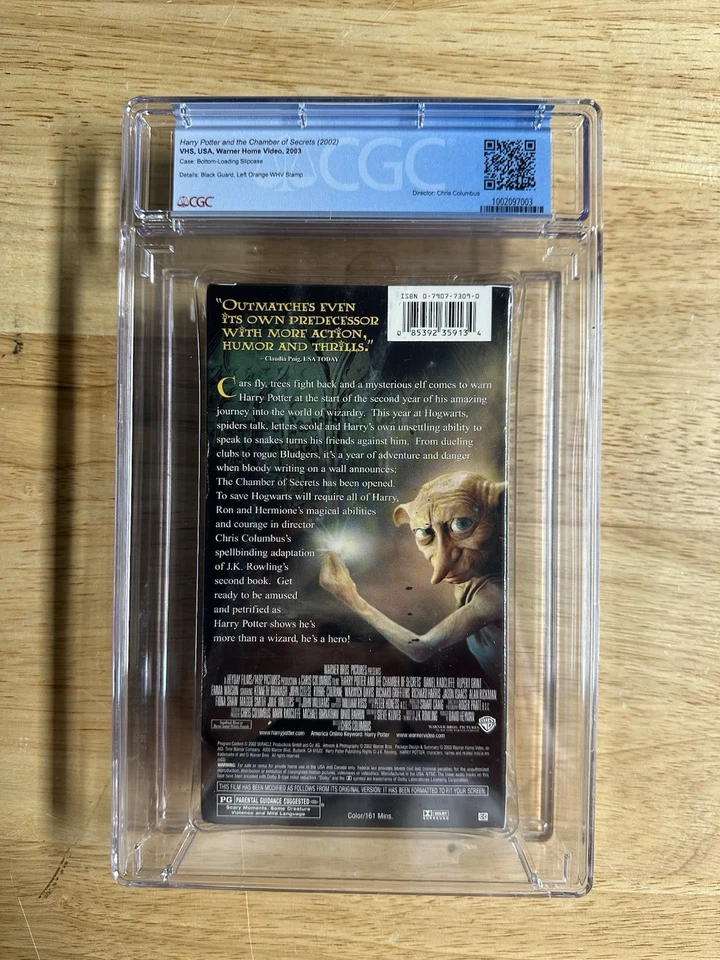 Harry Potter and the Chamber of Secrets (2002)
VHS, USA, Warner Home Video, 2003
Case: Bottom-Loading Slipcase
Details: Black Guard, Left Orange WHV Stamp
CGC
Director: Chris Columbus
CGC
1002097003
"OUTMATCHES EVEN
ITS OWN PREDECESSOR
WITH MORE ACTION,
HUMOR AND THRILLS."
– Claudia Puig, USA TODAY
ISBN 0-7907-7309-0
0 85392 35913 4
Cars fly, trees fight back and a mysterious elf comes to warn
Harry Potter at the start of the second year of his amazing
journey into the world of wizardry. This year at Hogwarts,
spiders talk, letters scold and Harry's own unsettling ability to
speak to snakes turns his friends against him. From dueling
clubs to rogue Bludgers, it's a year of adventure and danger
when bloody writing on a wall announces:
The Chamber of Secrets has been opened.
To save Hogwarts will require all of Harry,
Ron and Hermione's magical abilities
and courage in director
Chris Columbus's
spellbinding adaptation
of J.K. Rowling's
second book. Get
ready to be amused
and petrified as
Harry Potter shows he's
more than a wizard, he's a hero!
WARNER BROS. PICTURES PRESENTS
www.harrypotter.com America Online Keyword: Harry Potter www.warnervideo.com
THIS FILM HAS BEEN MODIFIED AS FOLLOWS FROM ITS ORIGINAL VERSION: IT HAS BEEN FORMATTED TO FIT YOUR SCREEN.
PG PARENTAL GUIDANCE SUGGESTED
Scary Moments, Some Creature
Violence and Mild Language
Color/161 Mins.
DOLBY
SURROUND